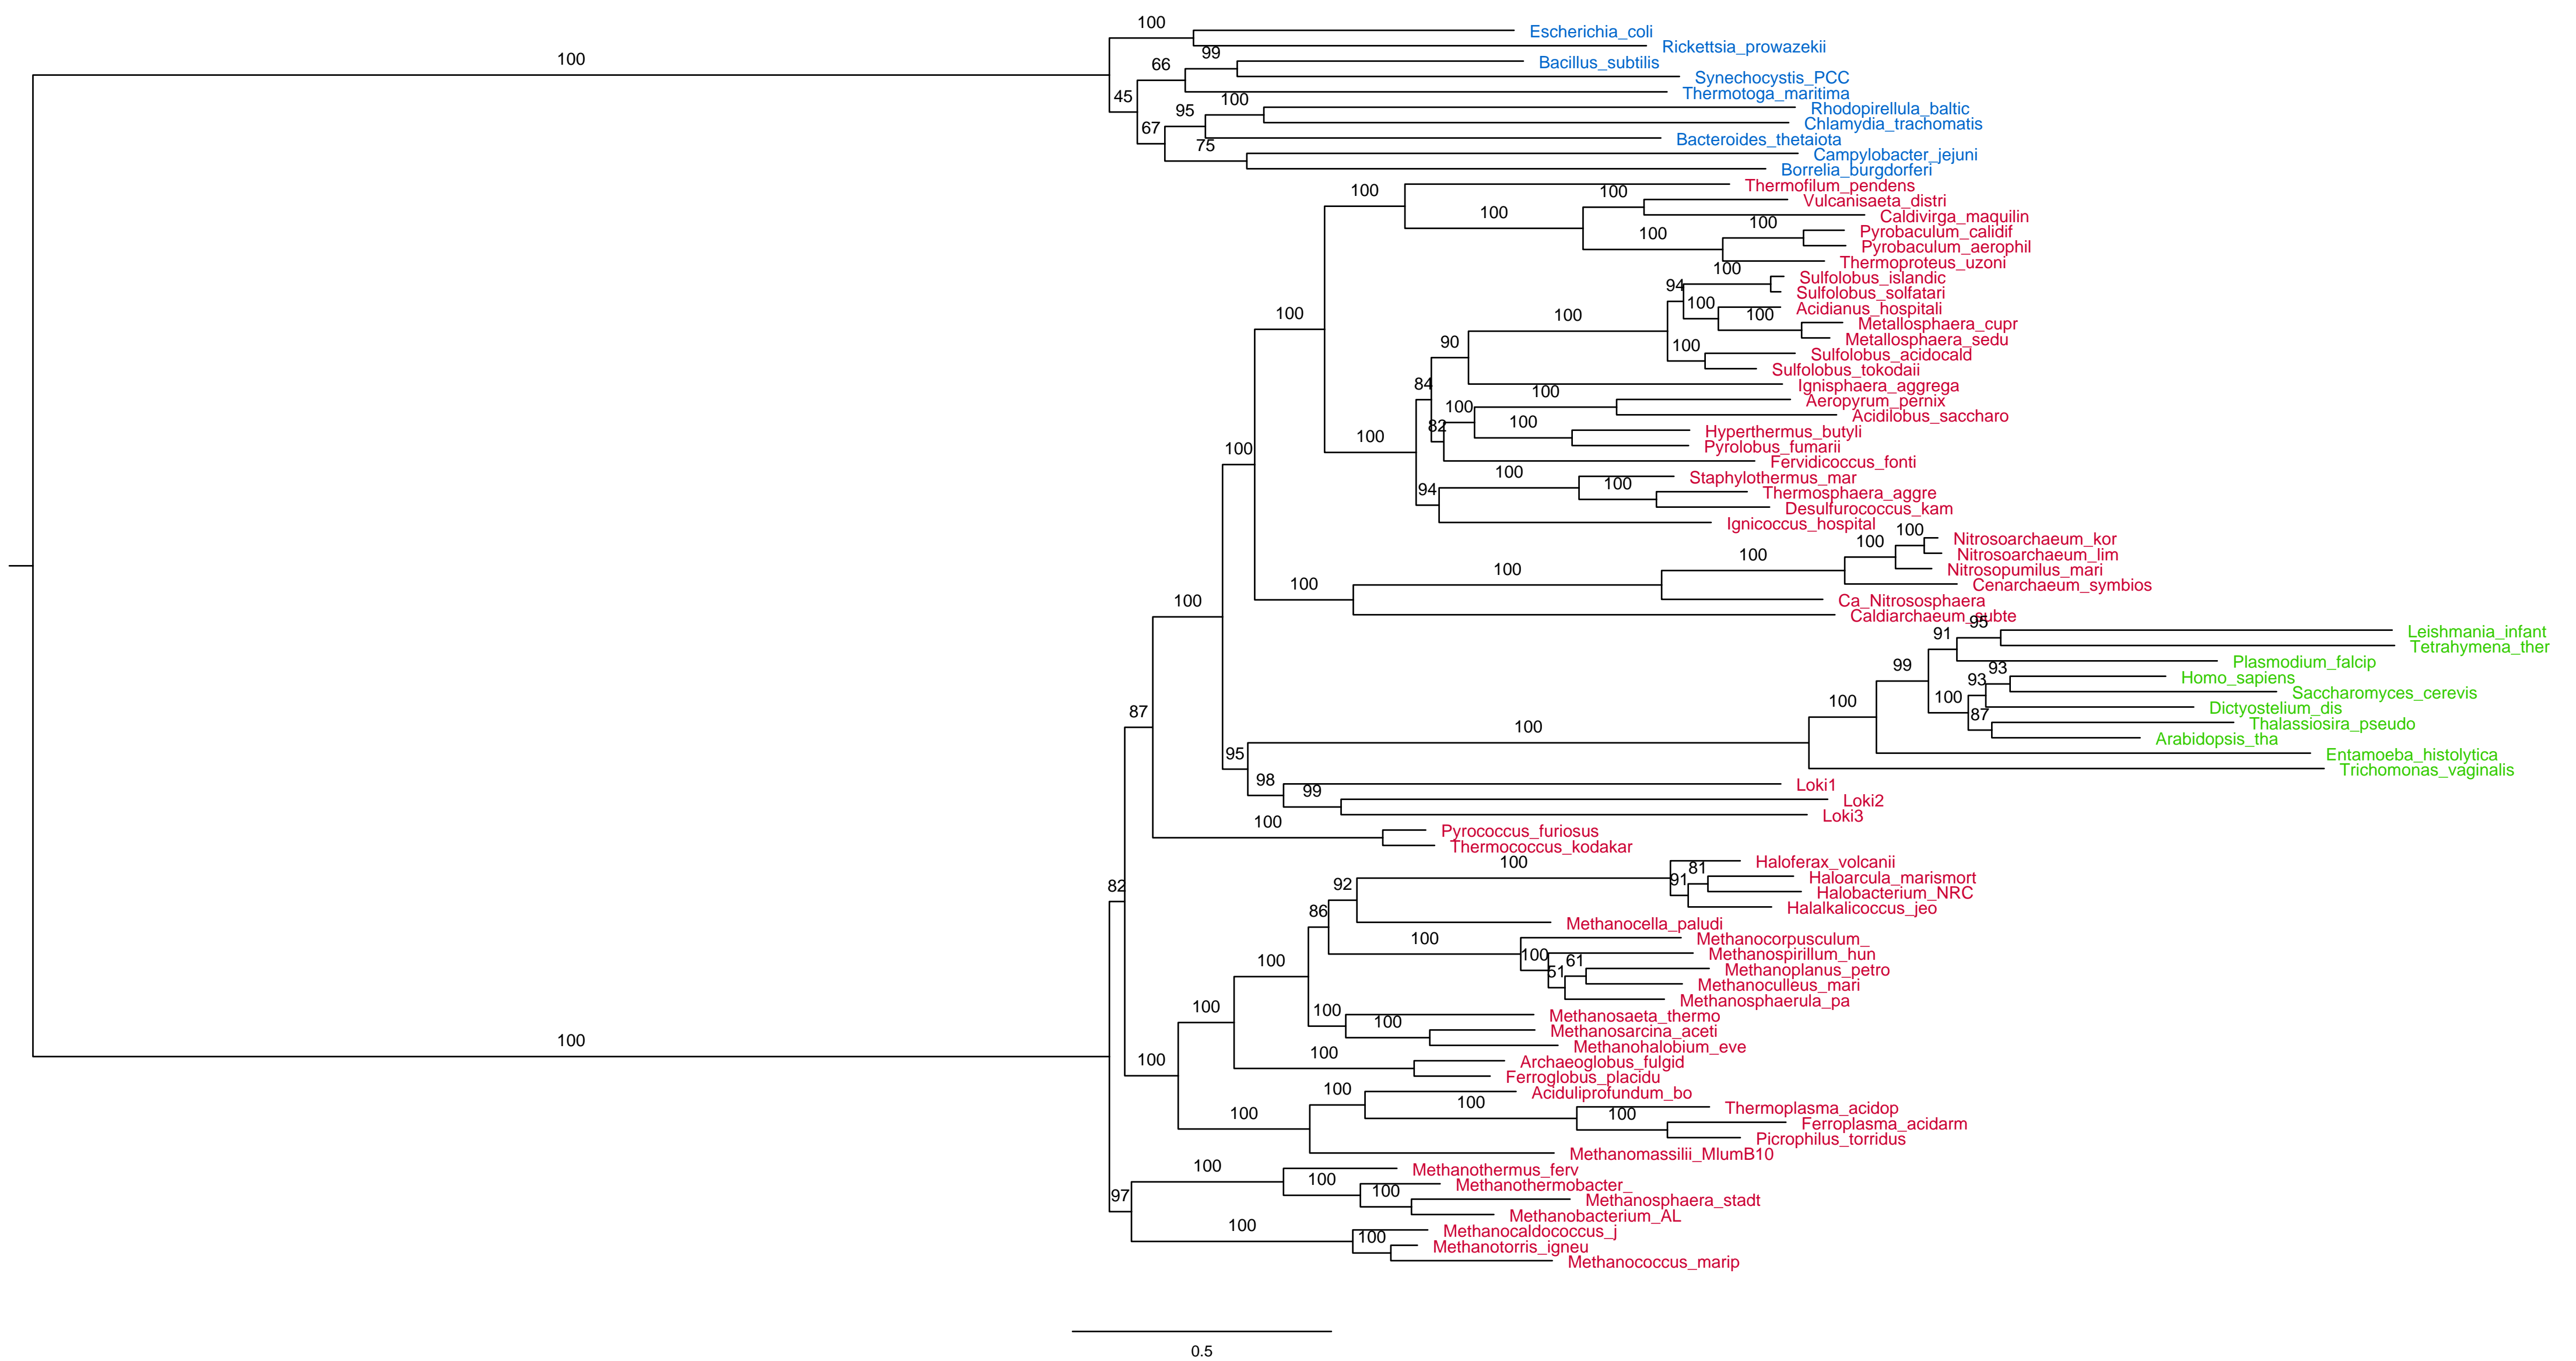 100
Escherichia_coli
Rickettsia_prowazekii
100
99
Bacillus_subtilis
66
Synechocystis_PCC
Thermotoga_maritima
45
100
Rhodopirellula_baltic
95
Chlamydia_trachomatis
67
Bacteroides_thetaiota
75
Campylobacter_jejuni
Borrelia_burgdorferi
100
Thermofilum_pendens
100
Vulcanisaeta_distri
100
Caldivirga_maquilin
100
Pyrobaculum_calidif
100
Pyrobaculum_aerophil
Thermoproteus_uzoni
100
Sulfolobus_islandic
94
Sulfolobus_solfatari
100
Acidianus_hospitali
100
100
100
Metallosphaera_cupr
Metallosphaera_sedu
90
100
Sulfolobus_acidocald
Sulfolobus_tokodaii
84
Ignisphaera_aggrega
100
Aeropyrum_pernix
100
Acidilobus_saccharo
82
100
Hyperthermus_butyli
100
Pyrolobus_fumarii
100
Fervidicoccus_fonti
100
Staphylothermus_mar
100
94
Thermosphaera_aggre
Desulfurococcus_kam
Ignicoccus_hospital
100
Nitrosoarchaeum_kor
100
100
Nitrosoarchaeum_lim
100
100
Nitrosopumilus_mari
Cenarchaeum_symbios
100
Ca_Nitrososphaera
Caldiarchaeum_subte
95
91
Leishmania_infant
Tetrahymena_ther
99
93
Plasmodium_falcip
93
Homo_sapiens
100
Saccharomyces_cerevis
100
87
87
Dictyostelium_dis
100
Thalassiosira_pseudo
Arabidopsis_tha
95
Entamoeba_histolytica
Trichomonas_vaginalis
98
99
Loki1
Loki2
Loki3
100
Pyrococcus_furiosus
Thermococcus_kodakar
100
81
Haloferax_volcanii
82
92
91
Haloarcula_marismort
Halobacterium_NRC
86
Halalkalicoccus_jeo
Methanocella_paludi
100
Methanocorpusculum_
100
61
Methanospirillum_hun
100
51
Methanoplanus_petro
Methanoculleus_mari
Methanosphaerula_pa
100
100
100
Methanosaeta_thermo
Methanosarcina_aceti
100
100
Methanohalobium_eve
100
Archaeoglobus_fulgid
Ferroglobus_placidu
100
Aciduliprofundum_bo
100
100
100
Thermoplasma_acidop
Ferroplasma_acidarm
Picrophilus_torridus
Methanomassilii_MlumB10
100
Methanothermus_ferv
97
100
100
Methanothermobacter_
Methanosphaera_stadt
Methanobacterium_AL
100
100
Methanocaldococcus_j
Methanotorris_igneu
Methanococcus_marip
0.5